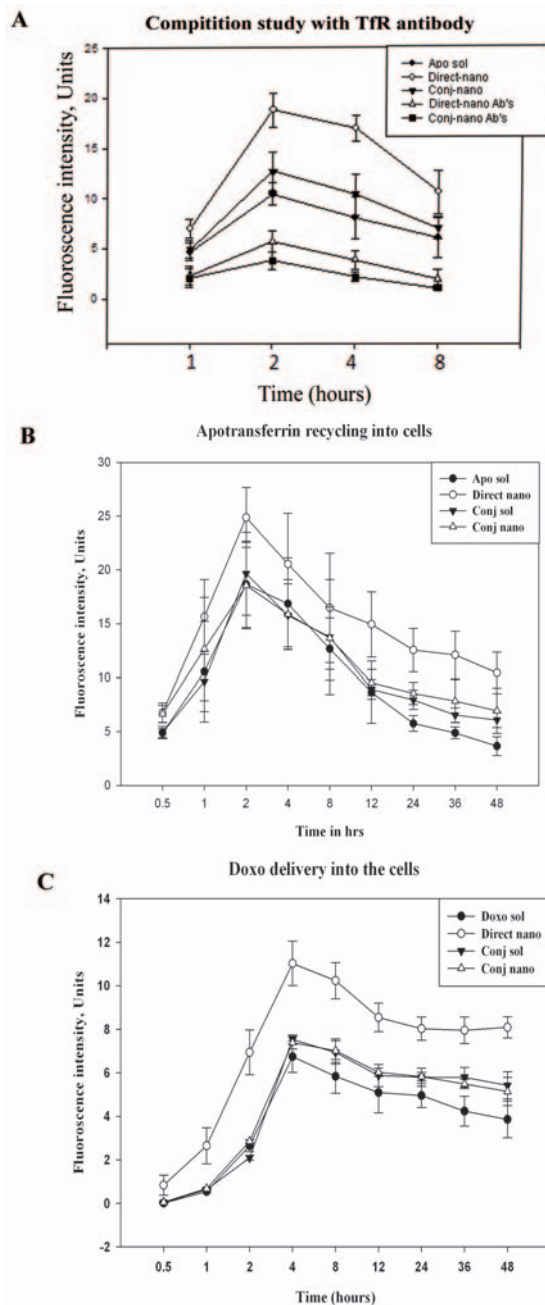 A
Compitition study with TfR antibody
Fluoroscence intensity, Units
25
20
15
10
5
0
Apo sol
Direct-nano
Conj-nano
Direct-nano Ab's
Conj-nano Ab's
1 2 4 8
Time (hours)
B
Apotransferrin recycling into cells
Fluoroscence intensity, Units
30
25
20
15
10
5
0
Apo sol
Direct nano
Conj sol
Conj nano
0.5 1 2 4 8 12 24 36 48
Time in hrs
C
Doxo delivery into the cells
Fluoroscence intensity, Units
14
12
10
8
6
4
2
0
-2
Doxo sol
Direct nano
Conj sol
Conj nano
0.5 1 2 4 8 12 24 36 48
Time (hours)